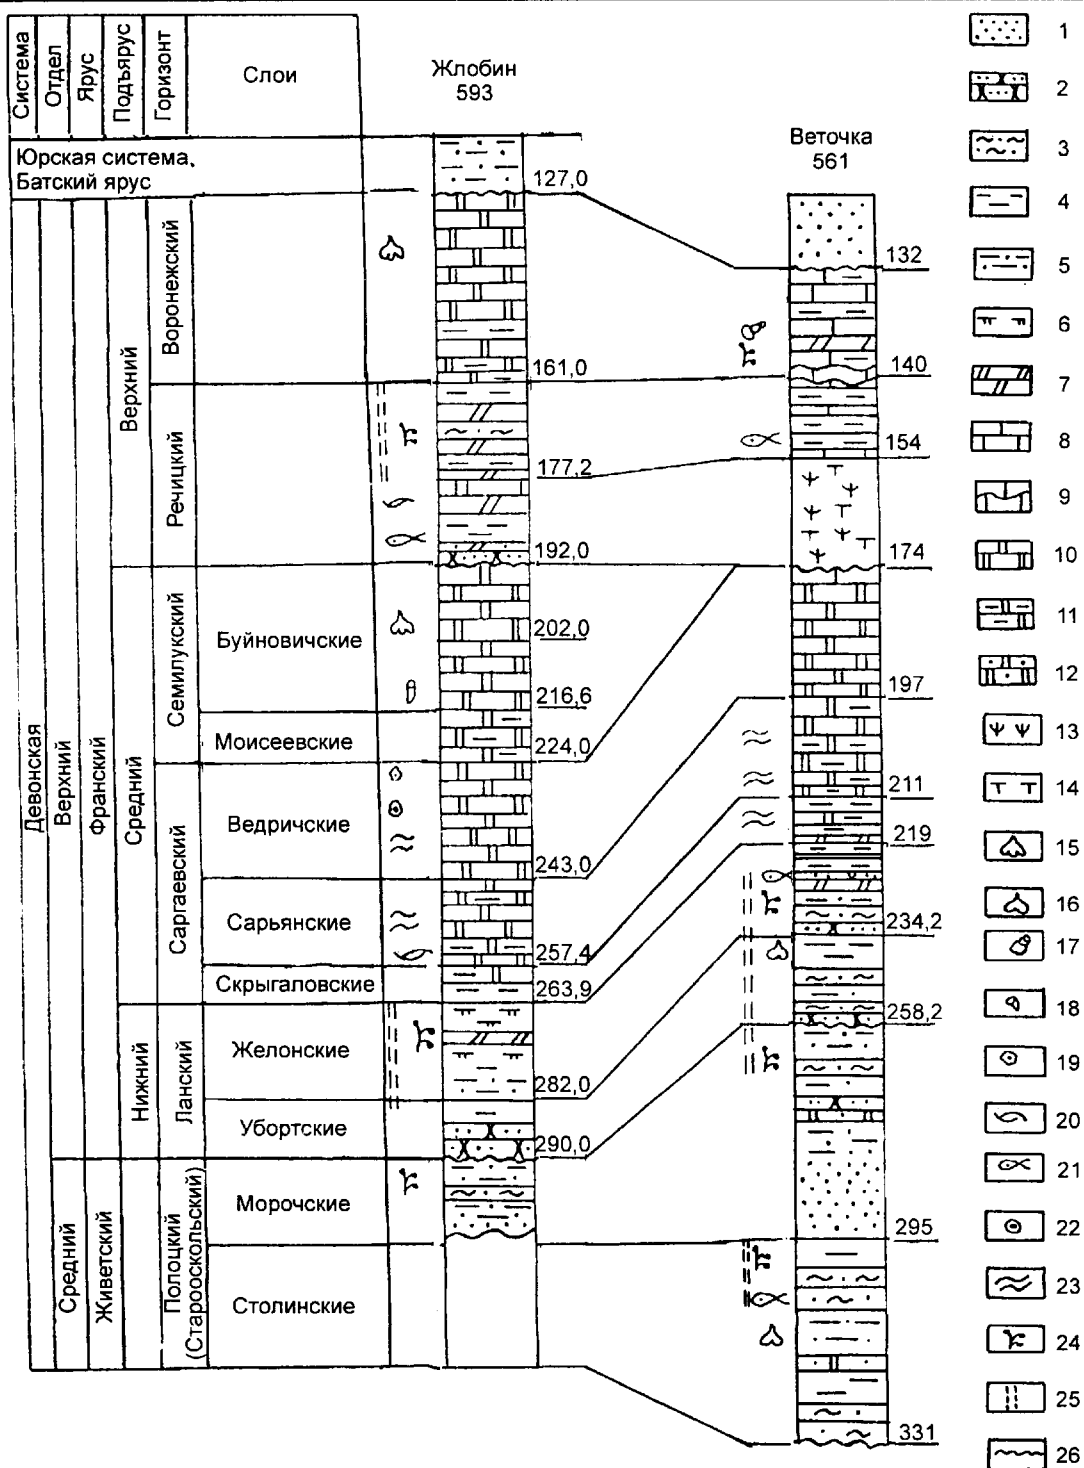 Система
Отдел
Ярус
Подъярус
Горизонт
Слои
Жлобин
593
Веточка
561
Юрская система,
Батский ярус
Девонская
Верхний
Средний
Франский
Живетский
Верхний
Средний
Нижний
Воронежский
Речицкий
Семилукский
Саргаевский
Ланский
Полоцкий
(Старооскольский)
Буйновичские
Моисеевские
Ведричские
Сарьянские
Скрыгаловские
Желонские
Убортские
Морочские
Столинские
127,0
161,0
177,2
192,0
202,0
216,6
224,0
243,0
257,4
263,9
282,0
290,0
132
140
154
174
197
211
219
234,2
258,2
295
331
1
2
3
4
5
6
7
8
9
10
11
12
13
14
15
16
17
18
19
20
21
22
23
24
25
26